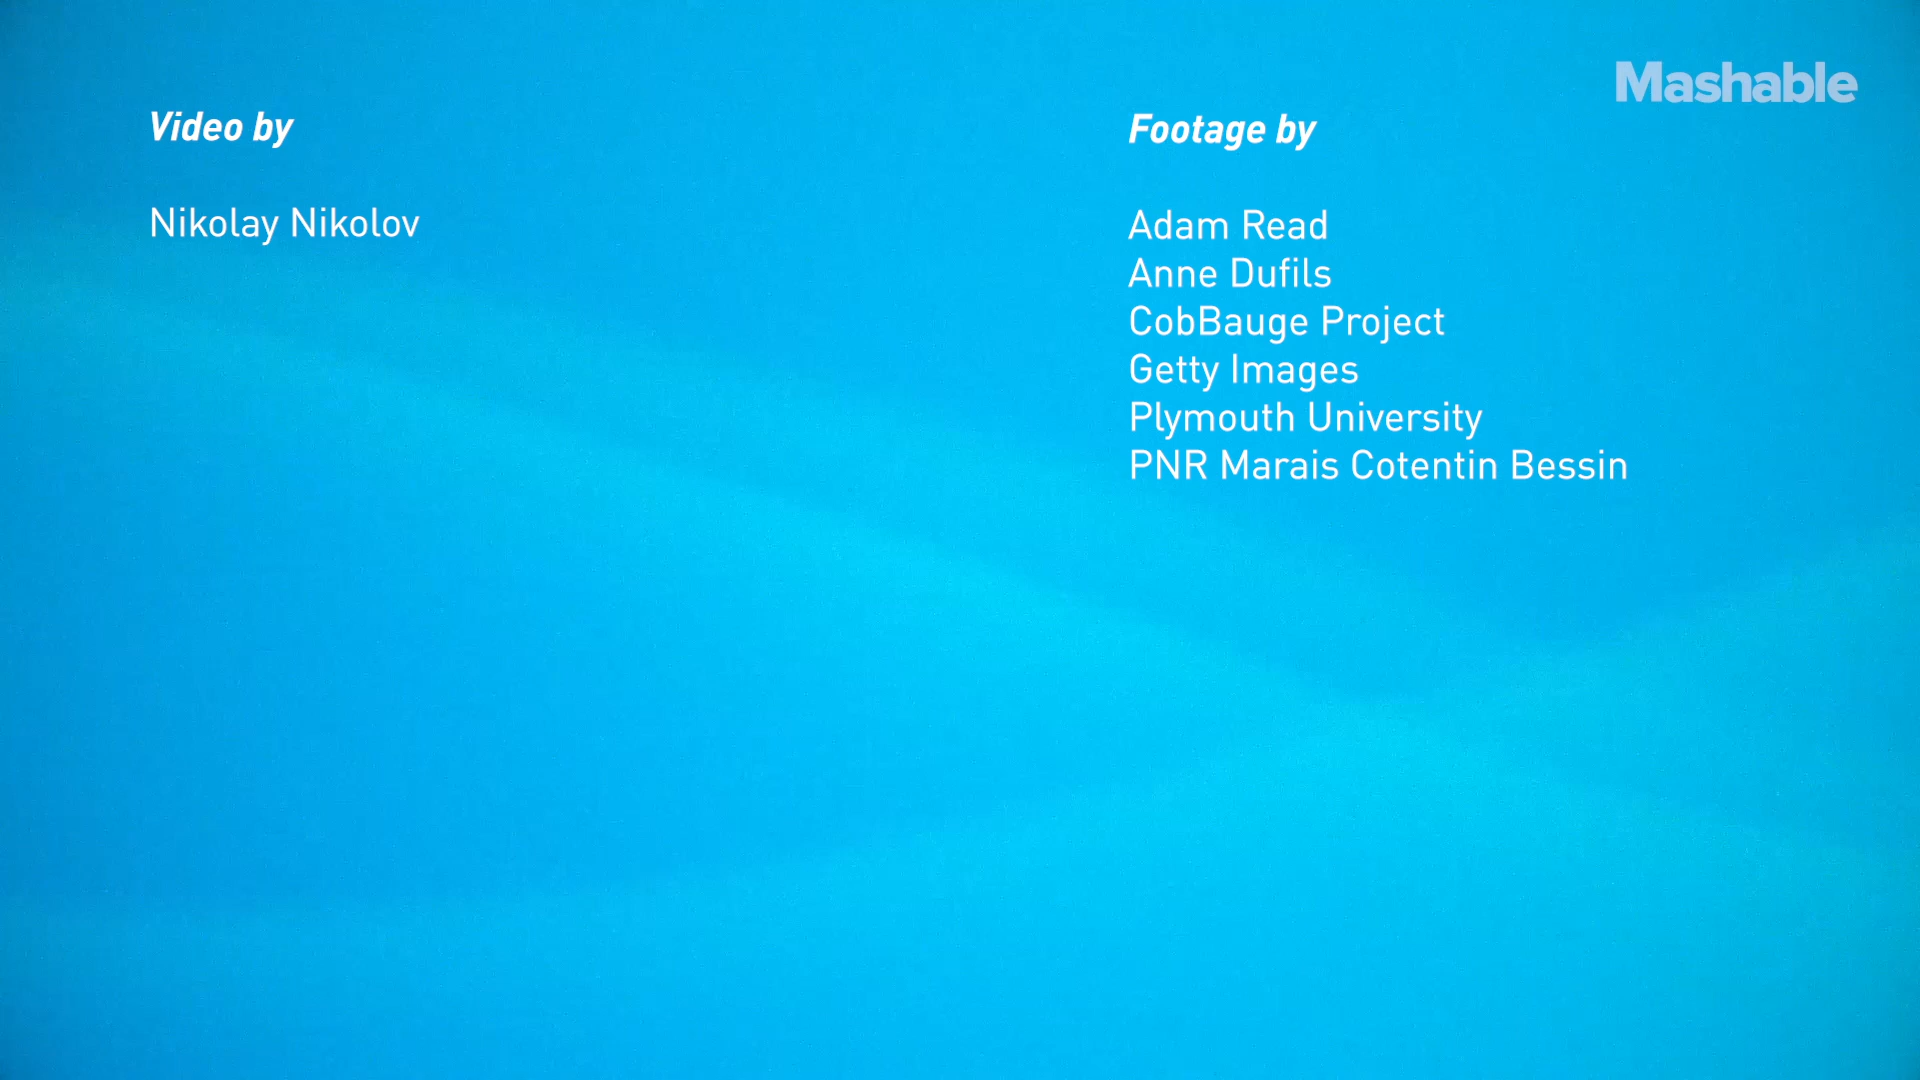 Mashable
Video by
Nikolay Nikolov
Footage by
Adam Read
Anne Dufils
CobBauge Project
Getty Images
Plymouth University
PNR Marais Cotentin Bessin